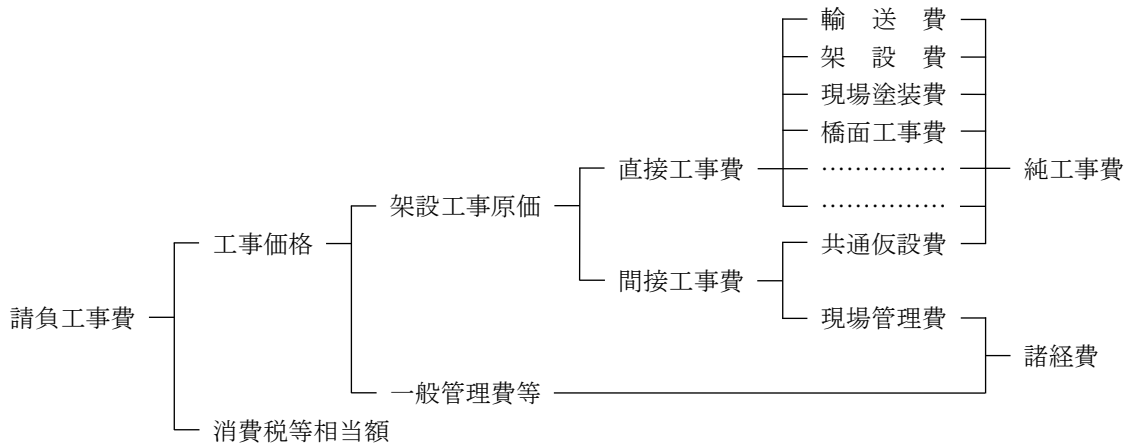 輸送費
架設費
現場塗装費
橋面工事費
直接工事費
……………
純工事費
架設工事原価
……………
工事価格
共通仮設費
間接工事費
請負工事費
現場管理費
諸経費
一般管理費等
消費税等相当額